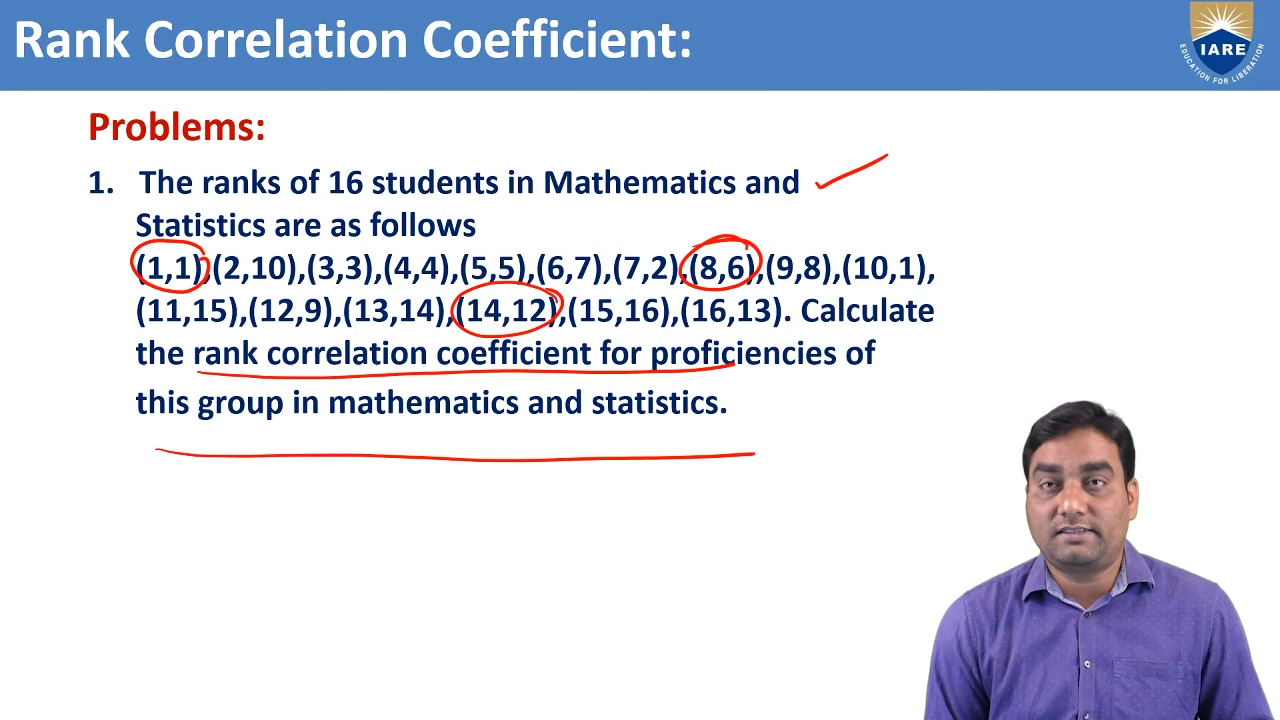 Rank Correlation Coefficient:
IARE
EDUCATION FOR LIBERATION
Problems:
1. The ranks of 16 students in Mathematics and
Statistics are as follows
(1,1),(2,10),(3,3),(4,4),(5,5),(6,7),(7,2),(8,6),(9,8),(10,1),
(11,15),(12,9),(13,14),(14,12),(15,16),(16,13). Calculate
the rank correlation coefficient for proficiencies of
this group in mathematics and statistics.